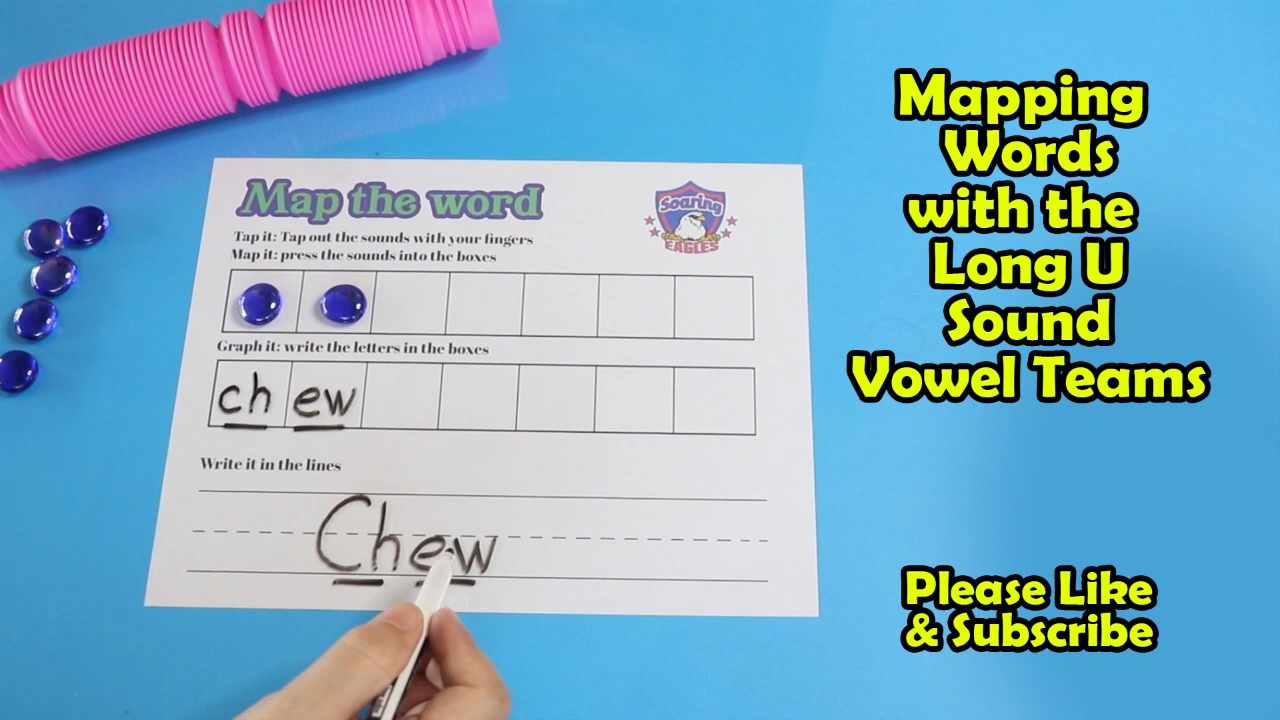 Mapping
Words
with the
Long U
Sound
Vowel Teams
Map the word
Soaring
EAGLES
Tap it: Tap out the sounds with your fingers
Map it: press the sounds into the boxes
Graph it: write the letters in the boxes
ch ew
Write it in the lines
Chew
Please Like
& Subscribe